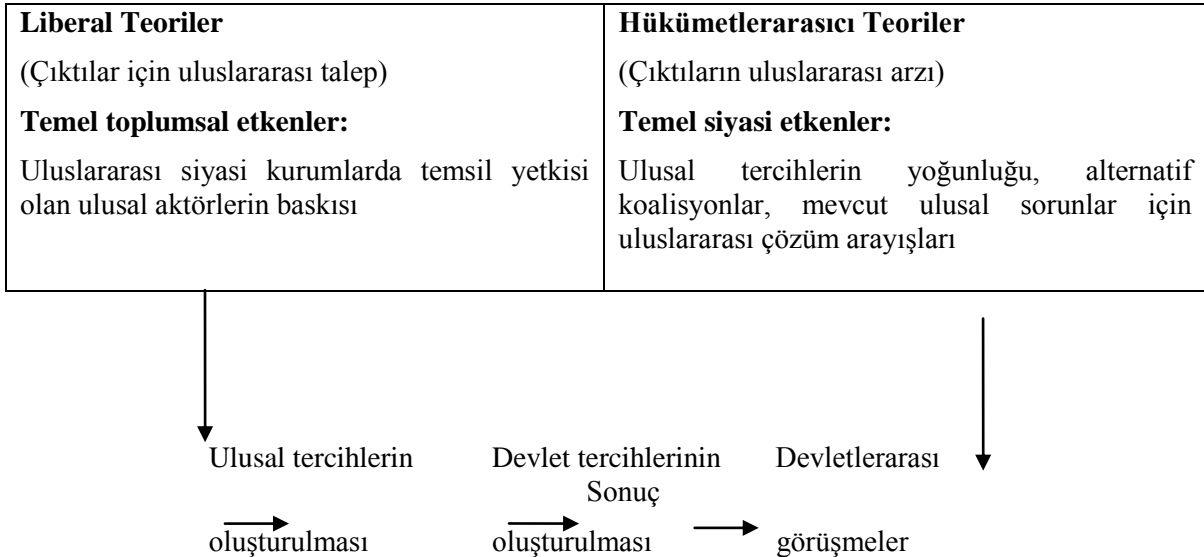 Liberal Teoriler
(Çıktılar için uluslararası talep)
Temel toplumsal etkenler:
Uluslararası siyasi kurumlarda temsil yetkisi
olan ulusal aktörlerin baskısı
Hükümetlerarasıcı Teoriler
(Çıktıların uluslararası arzı)
Temel siyasi etkenler:
Ulusal tercihlerin yoğunluğu, alternatif
koalisyonlar, mevcut ulusal sorunlar için
uluslararası çözüm arayışları
Ulusal tercihlerin Devlet tercihlerinin Devletlerarası
Sonuç
oluşturulması oluşturulması görüşmeler